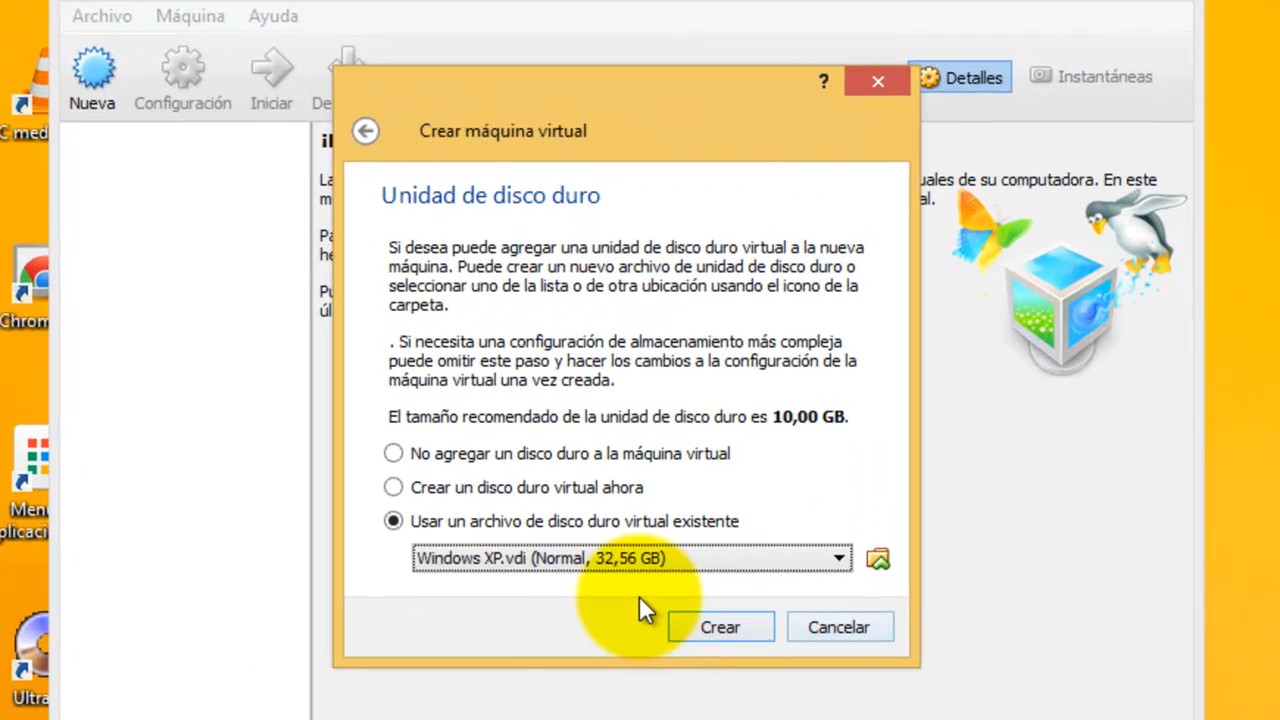 Archivo Máquina Ayuda
Nueva Configuración Iniciar
Detalles Instantáneas
Crear máquina virtual
Unidad de disco duro
Si desea puede agregar una unidad de disco duro virtual a la nueva
máquina. Puede crear un nuevo archivo de unidad de disco duro o
seleccionar uno de la lista o de otra ubicación usando el icono de la
carpeta.
. Si necesita una configuración de almacenamiento más compleja
puede omitir este paso y hacer los cambios a la configuración de la
máquina virtual una vez creada.
El tamaño recomendado de la unidad de disco duro es 10,00 GB.
No agregar un disco duro a la máquina virtual
Crear un disco duro virtual ahora
Usar un archivo de disco duro virtual existente
Windows XP.vdi (Normal, 32,56 GB)
Crear Cancelar
de su computadora. En este
C med
Chrom
Menú
Ultra